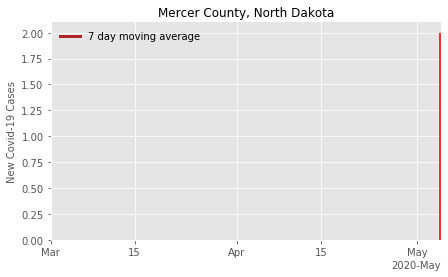 Mercer County, North Dakota
7 day moving average
New Covid-19 Cases
2.00
1.75
1.50
1.25
1.00
0.75
0.50
0.25
0.00
Mar 15 Apr 15 May
2020-May